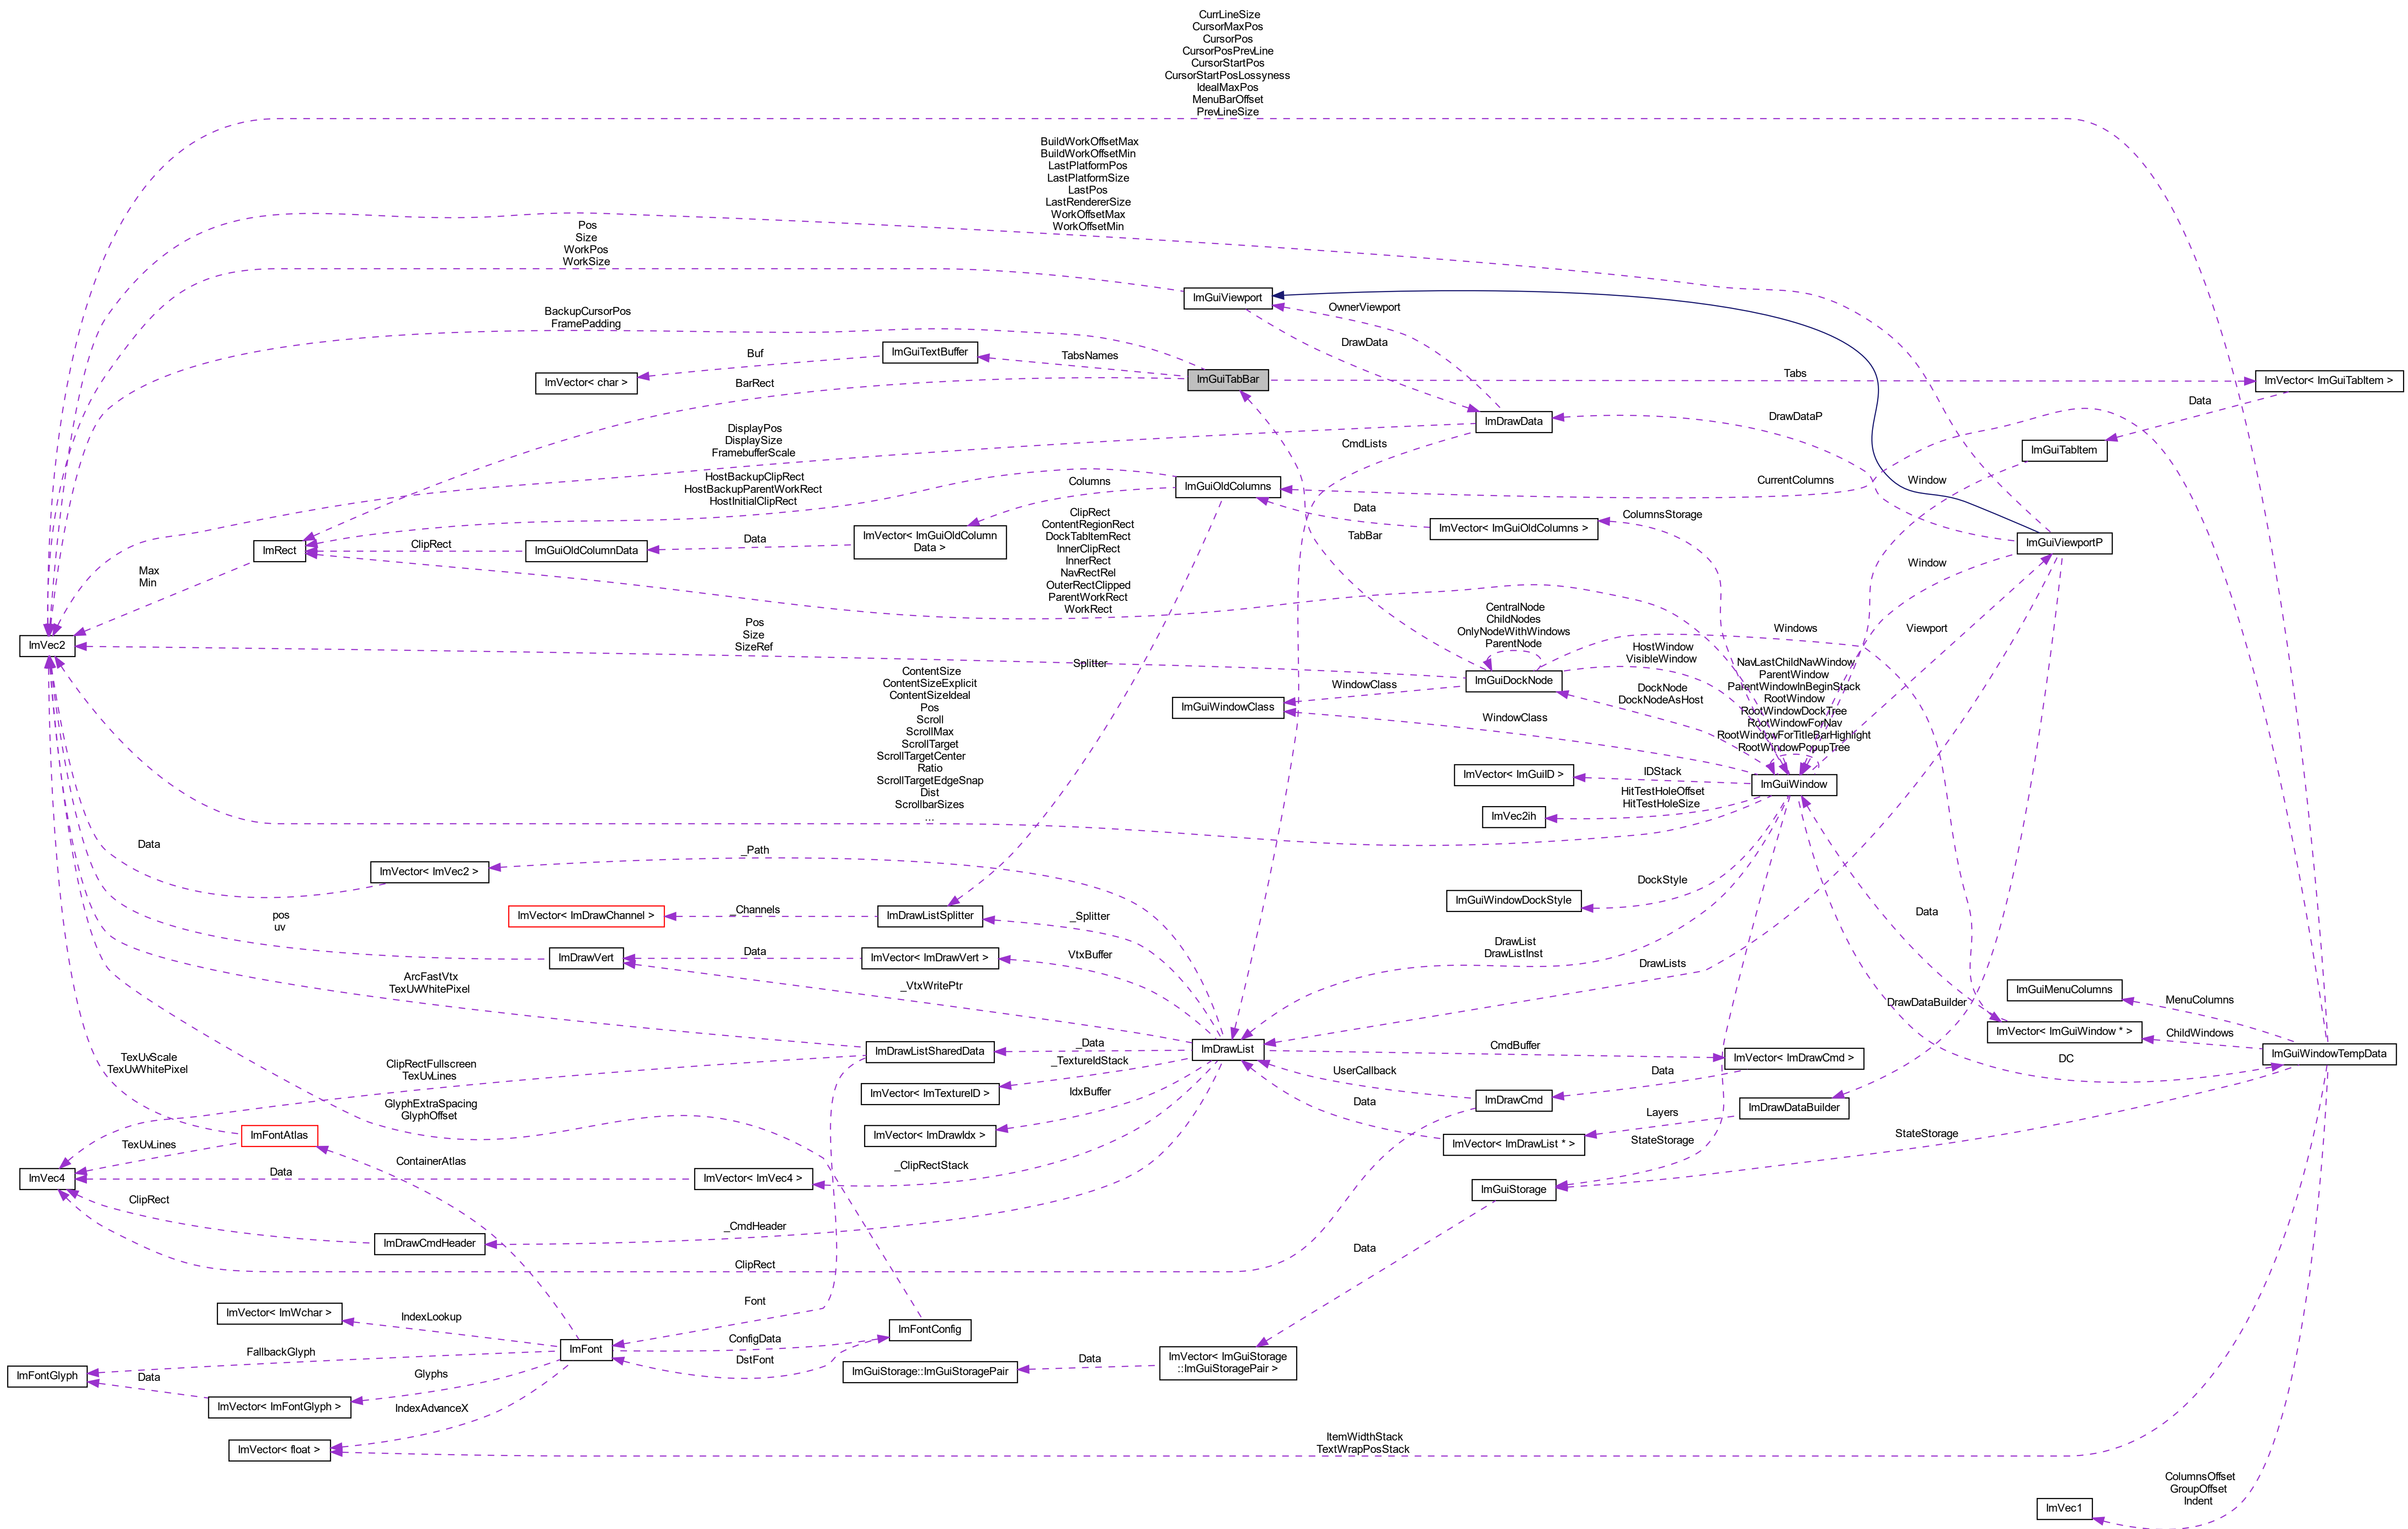 CurrLineSize
CursorMaxPos
CursorPos
CursorPosPrevLine
CursorStartPos
CursorStartPosLossyness
IdealMaxPos
MenuBarOffset
PrevLineSize
BuildWorkOffsetMax
BuildWorkOffsetMin
LastPlatformPos
LastPlatformSize
LastPos
LastRendererSize
WorkOffsetMax
WorkOffsetMin
Pos
Size
WorkPos
WorkSize
ImGuiViewport
OwnerViewport
BackupCursorPos
FramePadding
DrawData
ImGuiTextBuffer
Buf
TabsNames
ImVector< char >
BarRect
ImGuiTabBar
Tabs
ImVector< ImGuiTabItem >
Data
DrawDataP
ImDrawData
DisplayPos
DisplaySize
FramebufferScale
CmdLists
ImGuiTabItem
HostBackupClipRect
HostBackupParentWorkRect
HostInitialClipRect
Columns
ImGuiOldColumns
CurrentColumns
Window
Data
ColumnsStorage
ImVector< ImGuiOldColumns >
ClipRect
ContentRegionRect
DockTabItemRect
InnerClipRect
InnerRect
NavRectRel
OuterRectClipped
ParentWorkRect
WorkRect
ImVector< ImGuiOldColumn
Data >
Data
ImGuiOldColumnData
ClipRect
ImRect
TabBar
ImGuiViewportP
Window
Max
Min
ImVec2
Pos
Size
SizeRef
CentralNode
ChildNodes
OnlyNodeWithWindows
ParentNode
Windows
Viewport
HostWindow
VisibleWindow
Splitter
ImGuiDockNode
ContentSize
ContentSizeExplicit
ContentSizeIdeal
Pos
Scroll
ScrollMax
ScrollTarget
ScrollTargetCenter
Ratio
ScrollTargetEdgeSnap
Dist
ScrollbarSizes
...
WindowClass
ImGuiWindowClass
DockNode
DockNodeAsHost
NavLastChildNavWindow
ParentWindow
ParentWindowInBeginStack
RootWindow
RootWindowDockTree
RootWindowForNav
RootWindowForTitleBarHighlight
RootWindowPopupTree
WindowClass
ImVector< ImGuiID >
IDStack
ImGuiWindow
HitTestHoleOffset
HitTestHoleSize
ImVec2ih
Data
ImVector< ImVec2 >
_Path
DockStyle
ImGuiWindowDockStyle
pos
uv
ImVector< ImDrawChannel >
_Channels
ImDrawListSplitter
_Splitter
Data
ImDrawVert
Data
ImVector< ImDrawVert >
VtxBuffer
DrawList
DrawListInst
DrawLists
ArcFastVtx
TexUvWhitePixel
_VtxWritePtr
ImGuiMenuColumns
MenuColumns
DrawDataBuilder
ImVector< ImGuiWindow * >
ChildWindows
ImGuiWindowTempData
ImDrawListSharedData
_Data
ImDrawList
CmdBuffer
ImVector< ImDrawCmd >
DC
TexUvScale
TexUvWhitePixel
ClipRectFullscreen
TexUvLines
_TextureIdStack
UserCallback
Data
ImVector< ImTextureID >
IdxBuffer
ImDrawCmd
ImDrawDataBuilder
GlyphExtraSpacing
GlyphOffset
Data
Layers
ImFontAtlas
TexUvLines
ImVector< ImDrawIdx >
ImVector< ImDrawList * >
StateStorage
StateStorage
ContainerAtlas
ImVec4
Data
ImVector< ImVec4 >
_ClipRectStack
ImGuiStorage
ClipRect
ImDrawCmdHeader
_CmdHeader
Data
ClipRect
Font
ImVector< ImWchar >
IndexLookup
ImFont
ConfigData
ImFontConfig
FallbackGlyph
DstFont
ImFontGlyph
Data
Glyphs
ImGuiStorage::ImGuiStoragePair
Data
ImVector< ImGuiStorage
::ImGuiStoragePair >
ImVector< ImFontGlyph >
IndexAdvanceX
ImVector< float >
ItemWidthStack
TextWrapPosStack
ColumnsOffset
GroupOffset
Indent
ImVec1